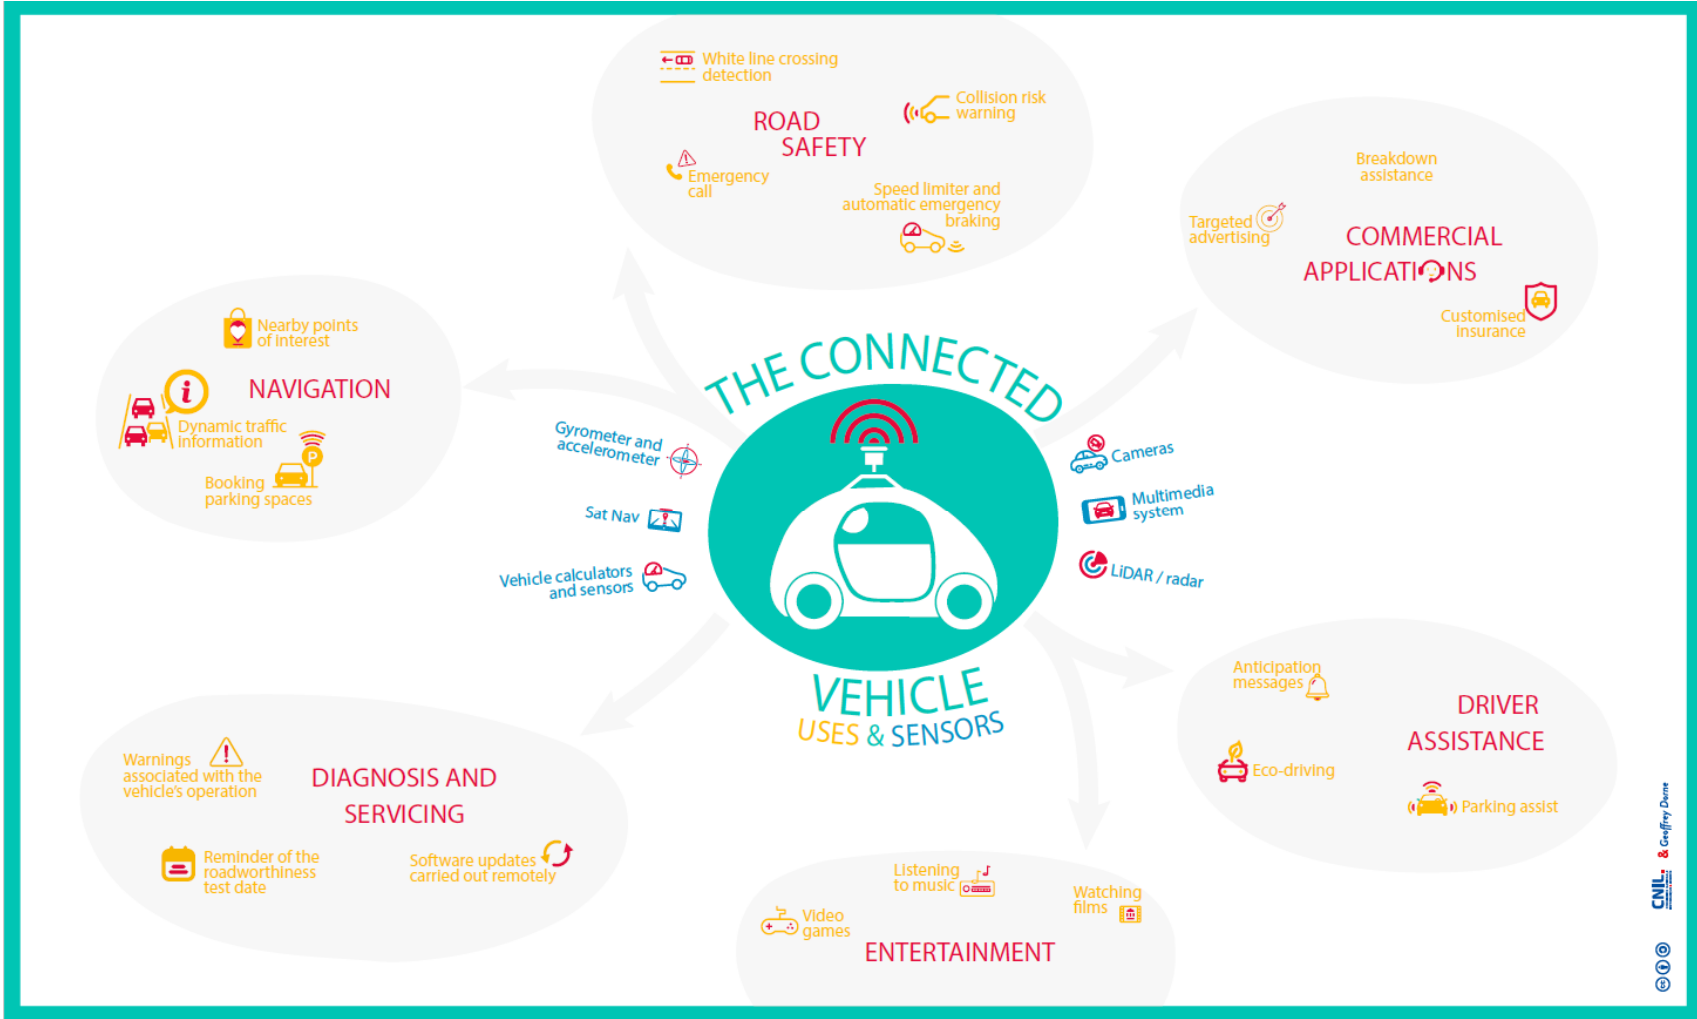 White line crossing
detection
Collision risk
warning
ROAD
SAFETY
Emergency
call
Speed limiter and
automatic emergency
braking
Breakdown
assistance
Targeted
advertising
COMMERCIAL
APPLICATIONS
Customised
insurance
Nearby points
of interest
NAVIGATION
i
Dynamic traffic
information
P
Booking
parking spaces
THE CONNECTED
Gyrometer and
accelerometer
Sat Nav
Vehicle calculators
and sensors
Cameras
Multimedia
system
LiDAR / radar
VEHICLE
USES & SENSORS
Warnings
associated with the
vehicle's operation
DIAGNOSIS AND
SERVICING
Reminder of the
roadworthiness
test date
Software updates
carried out remotely
Listening
to music
Watching
films
Video
games
ENTERTAINMENT
Anticipation
messages
DRIVER
ASSISTANCE
Eco-driving
Parking assist
CNIL. & Geoffrey Dorne
cc